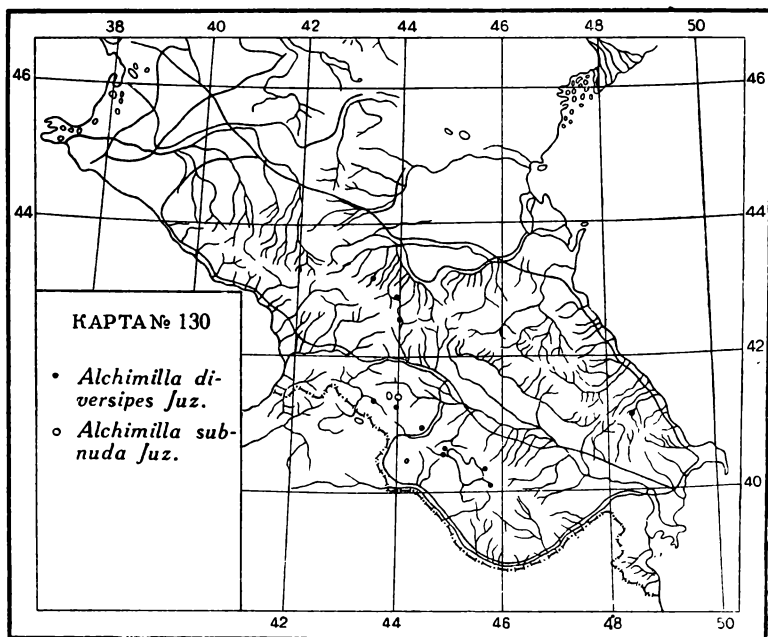 38 40 42 44 46 48 50
46 46
44 44
КАРТА № 130
• Alchimilla di-
versipes Juz.
○ Alchimilla sub-
nuda Juz.
42
40
42 44 46 48 50